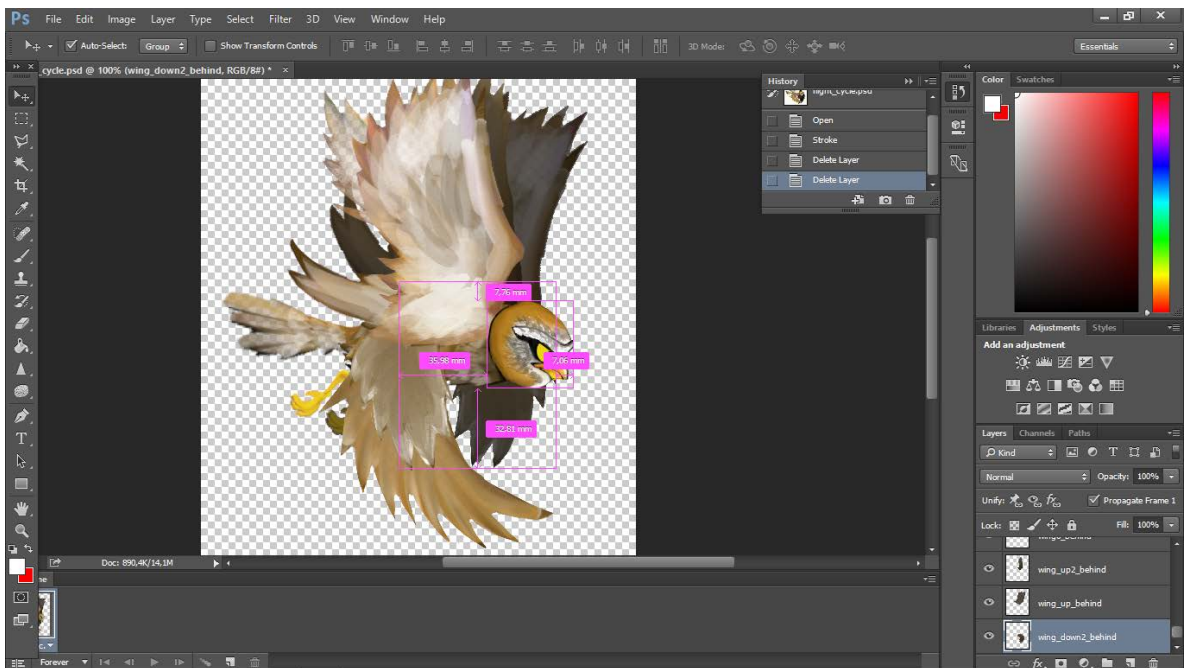 Ps File Edit Image Layer Type Select Filter 3D View Window Help
Auto-Select: Group Show Transform Controls 3D Mode: Essentials
_cycle.psd @ 100% (wing_down2_behind, RGB/8#) * ×
History
flight_cycle.psd
Open
Stroke
Delete Layer
Delete Layer
Color Swatches
7,76 mm
35,98 mm
7,06 mm
32,81 mm
Libraries Adjustments Styles
Add an adjustment
Layers Channels Paths
Kind
Normal Opacity: 100%
Unify: Propagate Frame 1
Lock: Fill: 100%
wing_up2_behind
wing_up_behind
wing_down2_behind
Doc: 890,4K/14,1M
Forever